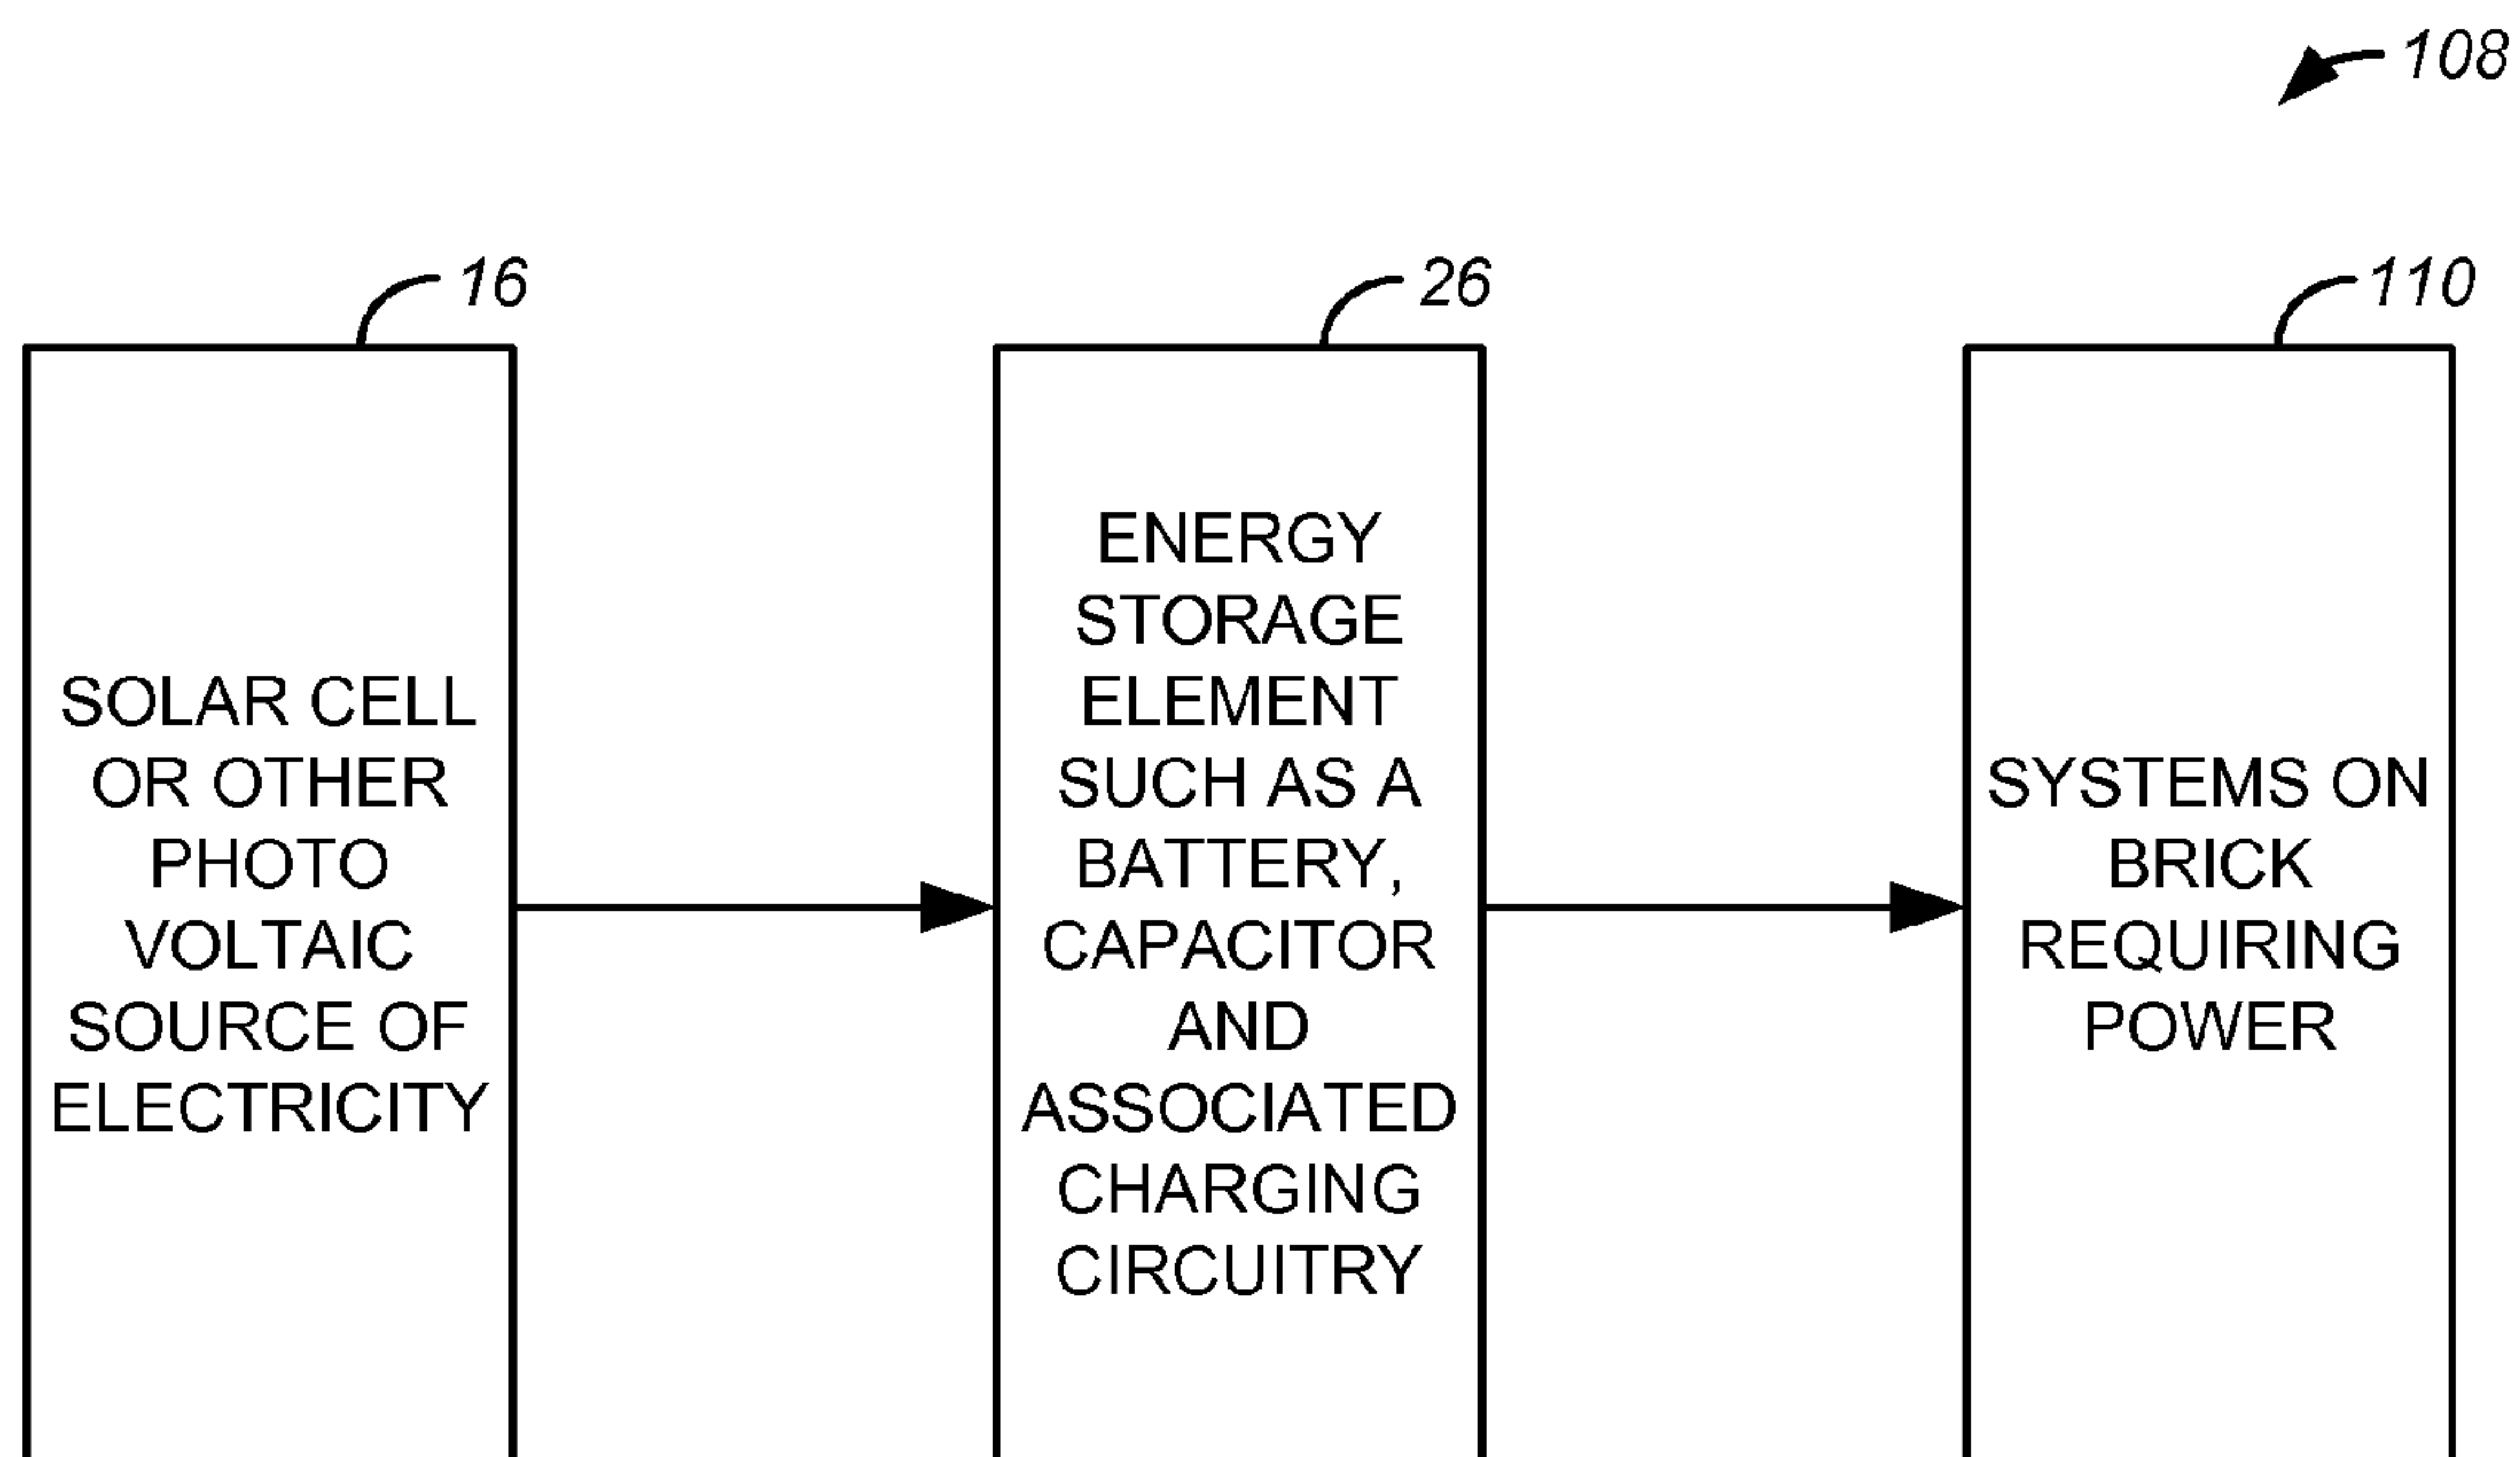 108
16
26
110
SOLAR CELL
OR OTHER
PHOTO
VOLTAIC
SOURCE OF
ELECTRICITY
ENERGY
STORAGE
ELEMENT
SUCH AS A
BATTERY,
CAPACITOR
AND
ASSOCIATED
CHARGING
CIRCUITRY
SYSTEMS ON
BRICK
REQUIRING
POWER